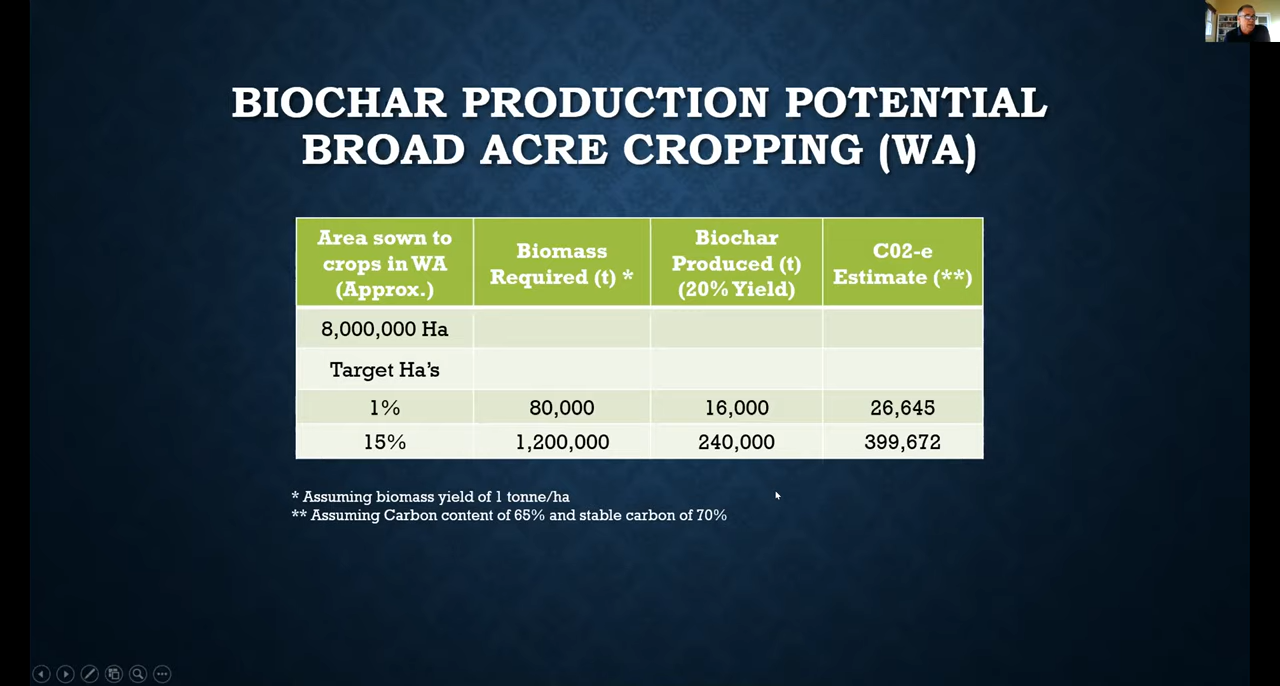 BIOCHAR PRODUCTION POTENTIAL
BROAD ACRE CROPPING (WA)
Area sown to
crops in WA
(Approx.)
Biomass
Required (t) *
Biochar
Produced (t)
(20% Yield)
C02-e
Estimate (**)
8,000,000 Ha
Target Ha's
1% 80,000 16,000 26,645
15% 1,200,000 240,000 399,672
* Assuming biomass yield of 1 tonne/ha
** Assuming Carbon content of 65% and stable carbon of 70%